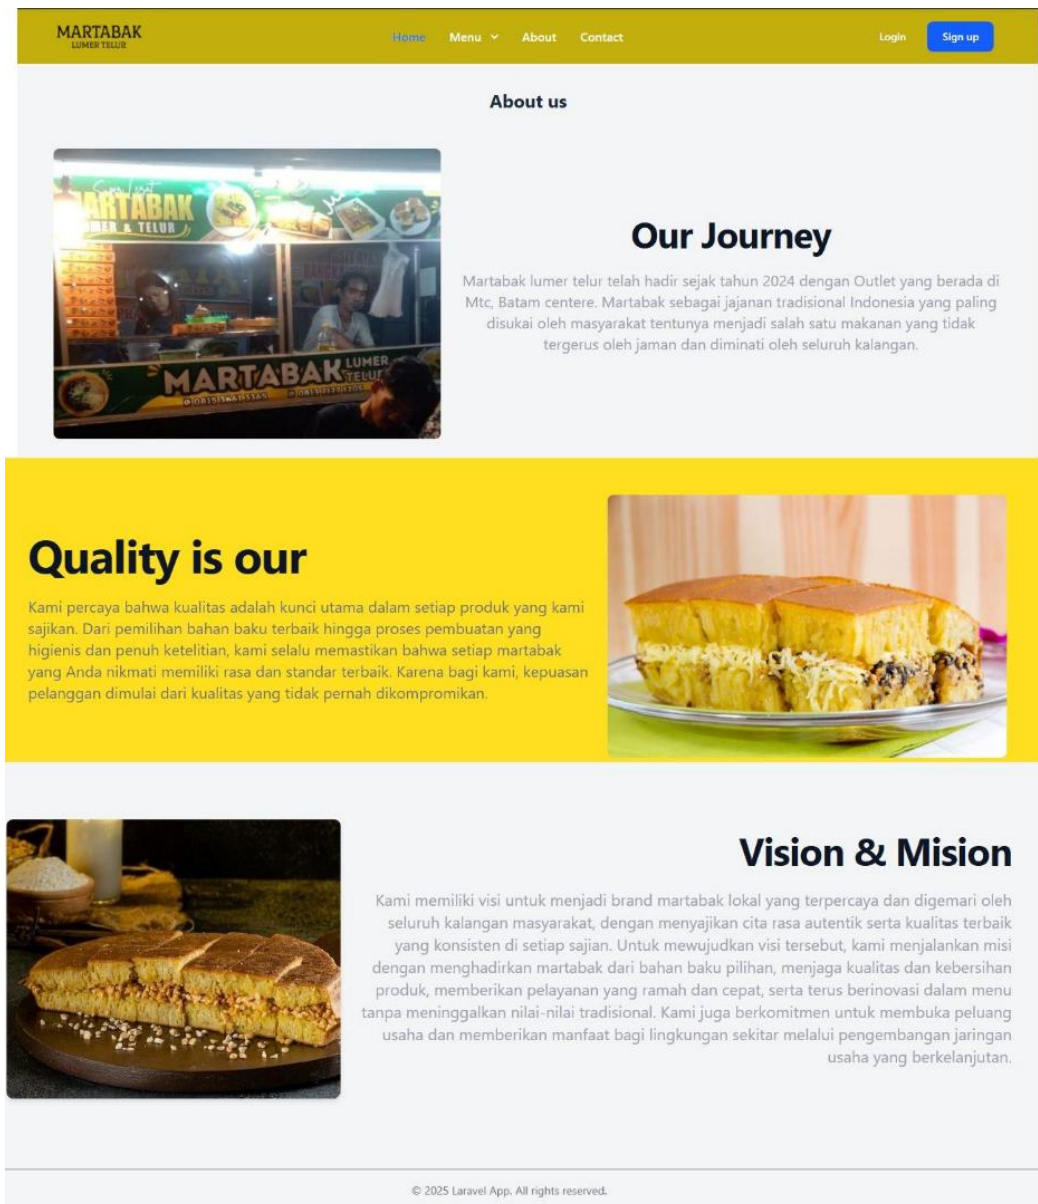 MARTABAK
LUMER TELUR
Home Menu About Contact
Login Sign up
About us
Super Lezat
MARTABAK
LUMER & TELUR
MARTABAK LUMER
TELUR
Our Journey
Martabak lumer telur telah hadir sejak tahun 2024 dengan Outlet yang berada di
Mtc, Batam centere. Martabak sebagai jajanan tradisional Indonesia yang paling
disukai oleh masyarakat tentunya menjadi salah satu makanan yang tidak
tergerus oleh jaman dan diminati oleh seluruh kalangan.
Quality is our
Kami percaya bahwa kualitas adalah kunci utama dalam setiap produk yang kami
sajikan. Dari pemilihan bahan baku terbaik hingga proses pembuatan yang
higienis dan penuh ketelitian, kami selalu memastikan bahwa setiap martabak
yang Anda nikmati memiliki rasa dan standar terbaik. Karena bagi kami, kepuasan
pelanggan dimulai dari kualitas yang tidak pernah dikompromikan.
Vision & Mision
Kami memiliki visi untuk menjadi brand martabak lokal yang terpercaya dan digemari oleh
seluruh kalangan masyarakat, dengan menyajikan cita rasa autentik serta kualitas terbaik
yang konsisten di setiap sajian. Untuk mewujudkan visi tersebut, kami menjalankan misi
dengan menghadirkan martabak dari bahan baku pilihan, menjaga kualitas dan kebersihan
produk, memberikan pelayanan yang ramah dan cepat, serta terus berinovasi dalam menu
tanpa meninggalkan nilai-nilai tradisional. Kami juga berkomitmen untuk membuka peluang
usaha dan memberikan manfaat bagi lingkungan sekitar melalui pengembangan jaringan
usaha yang berkelanjutan.
© 2025 Laravel App. All rights reserved.